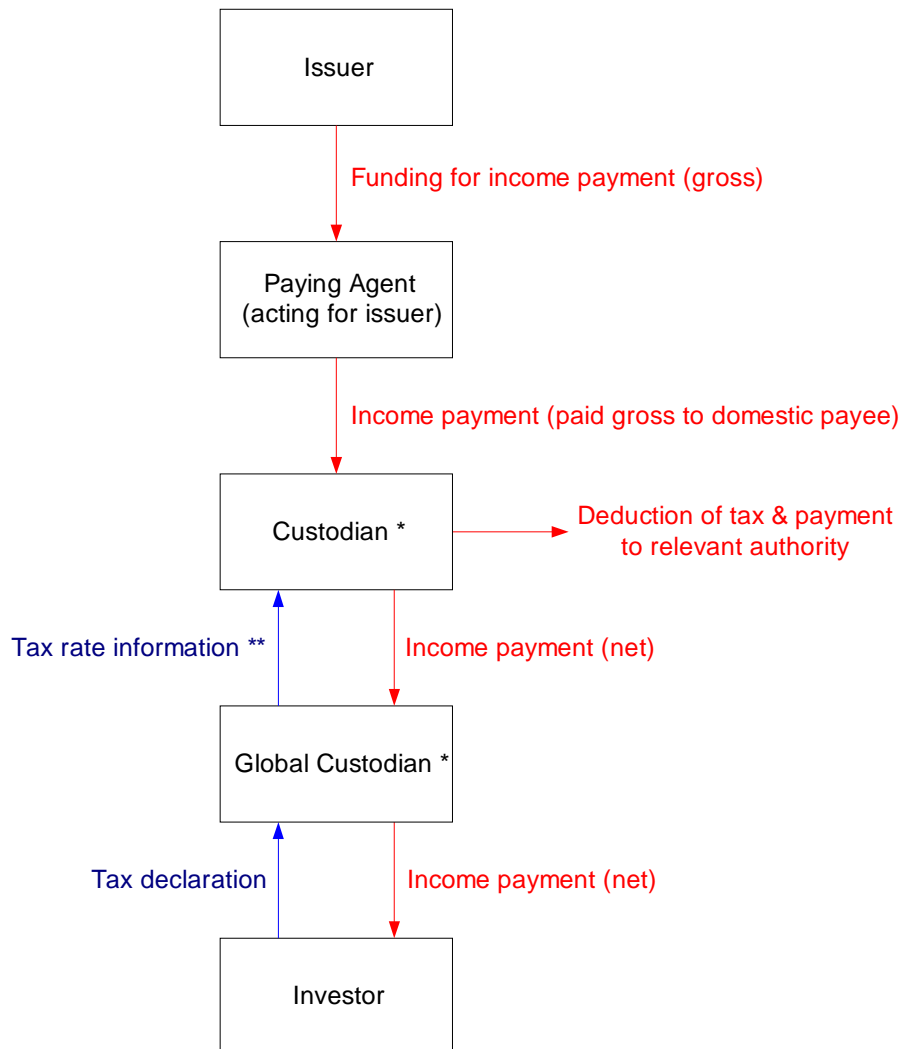 Issuer
Funding for income payment (gross)
Paying Agent
(acting for issuer)
Income payment (paid gross to domestic payee)
Custodian *
Deduction of tax & payment
to relevant authority
Tax rate information **
Income payment (net)
Global Custodian *
Tax declaration
Income payment (net)
Investor